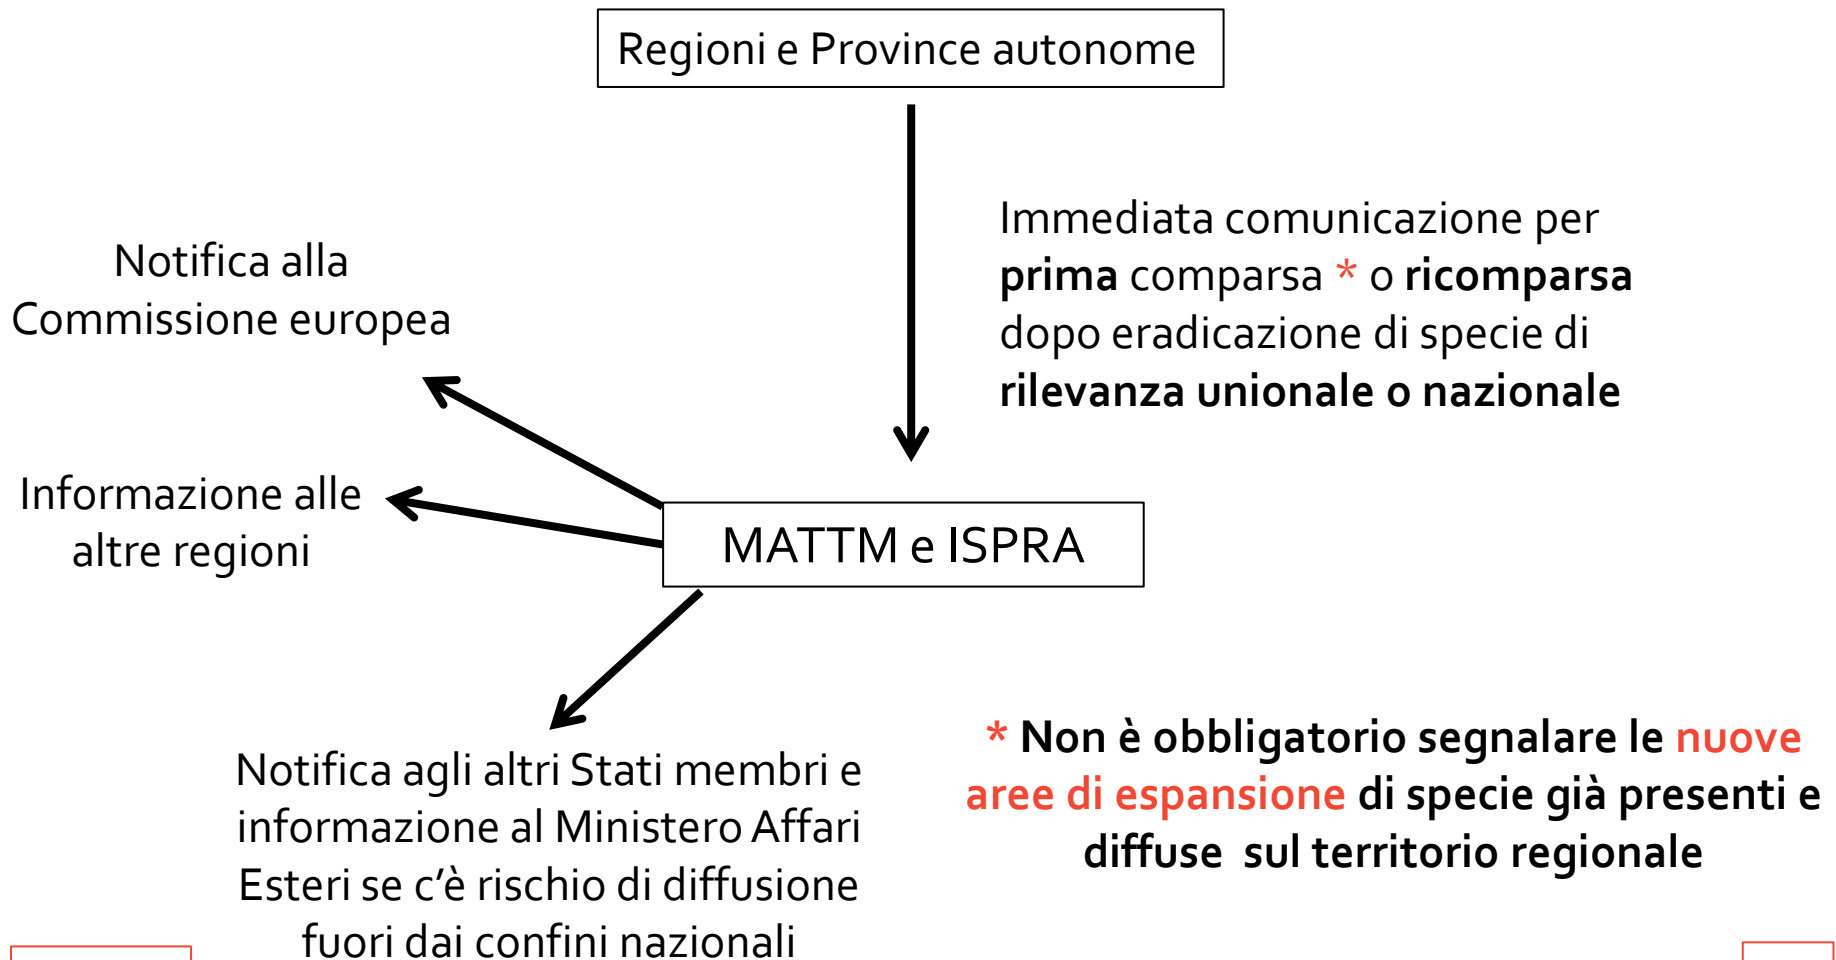 Regioni e Province autonome
Immediata comunicazione per
prima comparsa * o ricomparsa
dopo eradicazione di specie di
rilevanza unionale o nazionale
Notifica alla
Commissione europea
Informazione alle
altre regioni
MATTM e ISPRA
Notifica agli altri Stati membri e
informazione al Ministero Affari
Esteri se c’è rischio di diffusione
fuori dai confini nazionali
* Non è obbligatorio segnalare le nuove
aree di espansione di specie già presenti e
diffuse sul territorio regionale